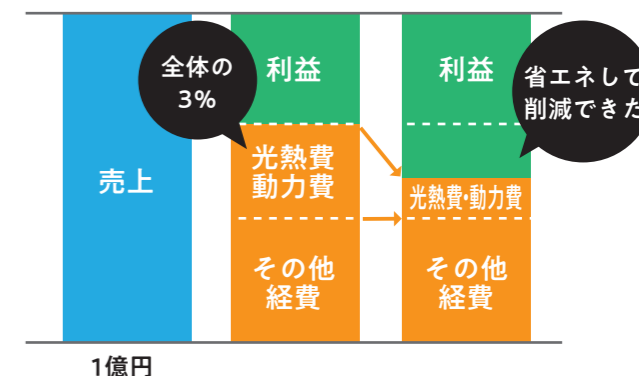 全体の
3%
利益
利益
省エネして
削減できた
売上
光熱費
動力費
光熱費・動力費
その他
経費
その他
経費
1億円